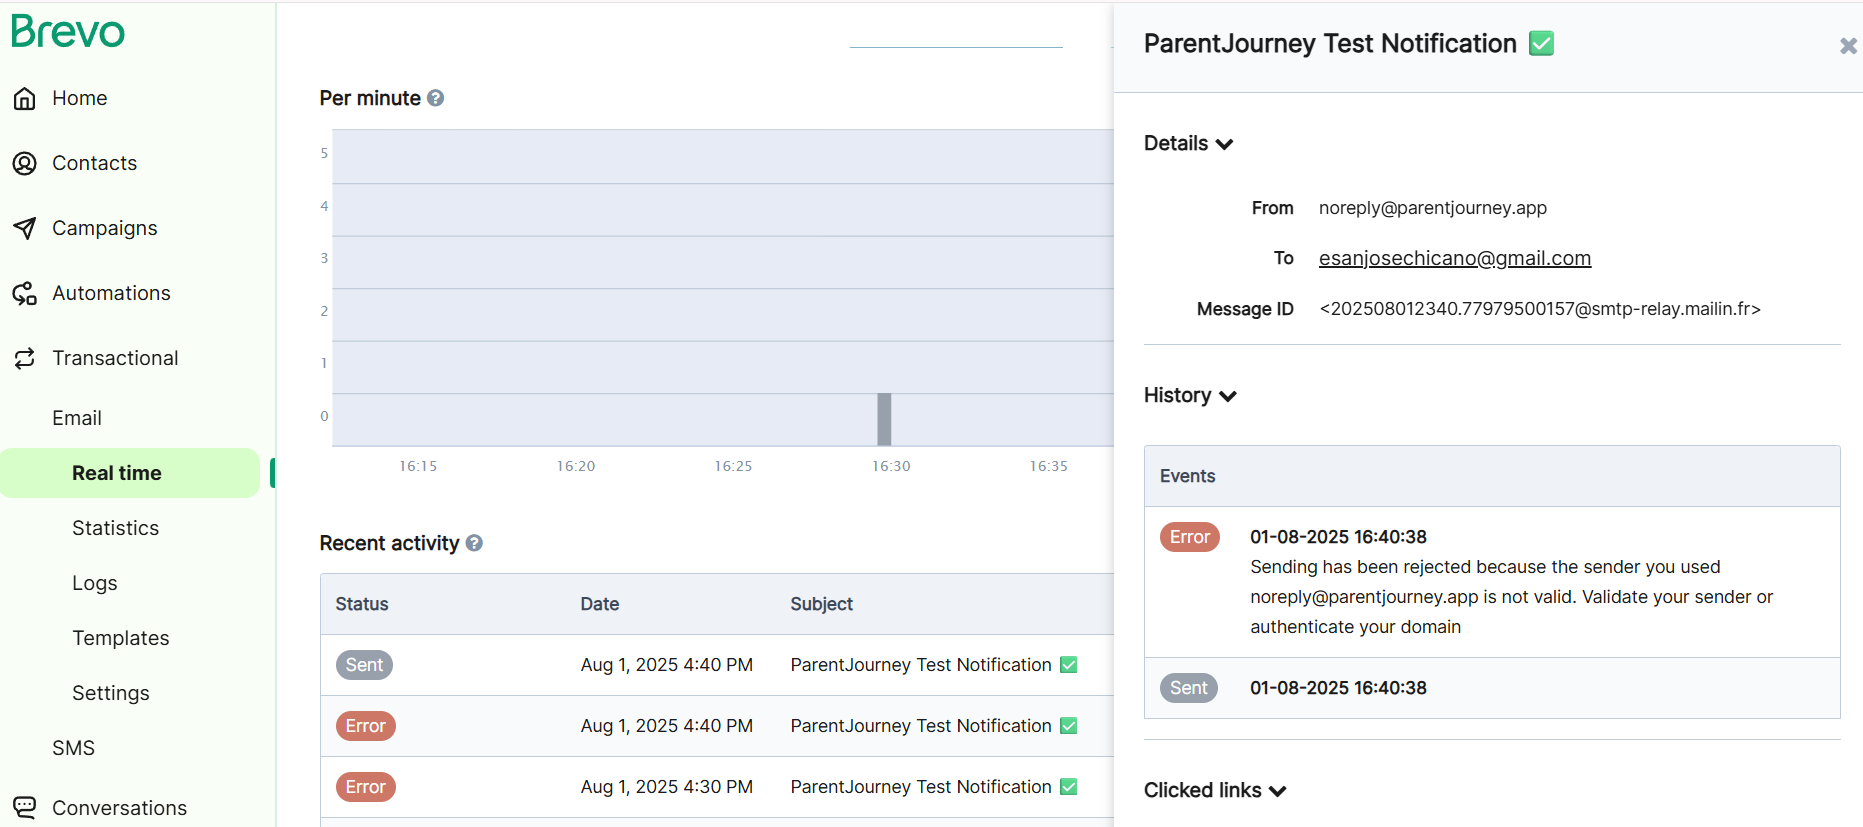 Brevo
Home
Contacts
Campaigns
Automations
Transactional
Email
Real time
Statistics
Logs
Templates
Settings
SMS
Conversations
Per minute ?
5
4
3
2
1
0
16:15 16:20 16:25 16:30 16:35
Recent activity ?
Status Date Subject
Sent Aug 1, 2025 4:40 PM ParentJourney Test Notification ✅
Error Aug 1, 2025 4:40 PM ParentJourney Test Notification ✅
Error Aug 1, 2025 4:30 PM ParentJourney Test Notification ✅
ParentJourney Test Notification ✅
Details
From noreply@parentjourney.app
To esanjosechicano@gmail.com
Message ID <202508012340.77979500157@smtp-relay.mailin.fr>
History
Events
Error 01-08-2025 16:40:38
Sending has been rejected because the sender you used
noreply@parentjourney.app is not valid. Validate your sender or
authenticate your domain
Sent 01-08-2025 16:40:38
Clicked links